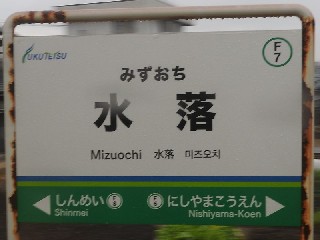 FUKUTETSU
F
7
みずおち
水落
Mizuochi 水落 미즈오치
しんめい にしやまこうえん
Shinmei Nishiyama-Koen